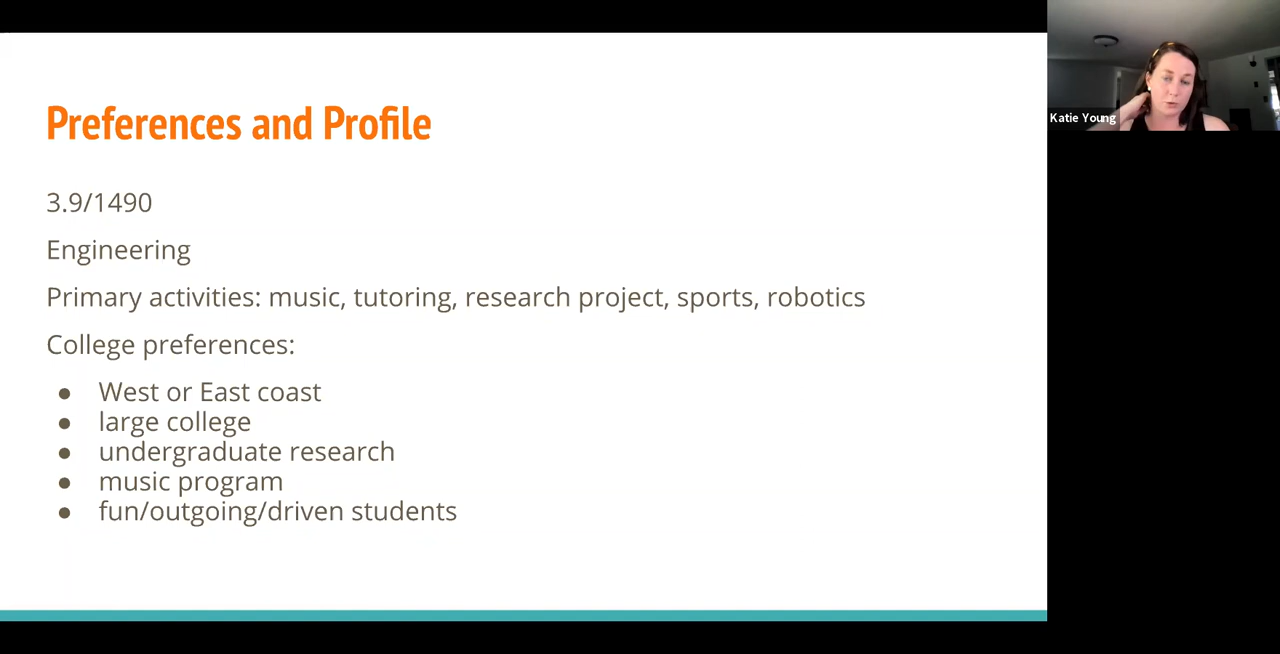 Preferences and Profile
3.9/1490
Engineering
Primary activities: music, tutoring, research project, sports, robotics
College preferences:
● West or East coast
● large college
● undergraduate research
● music program
● fun/outgoing/driven students
Katie Young